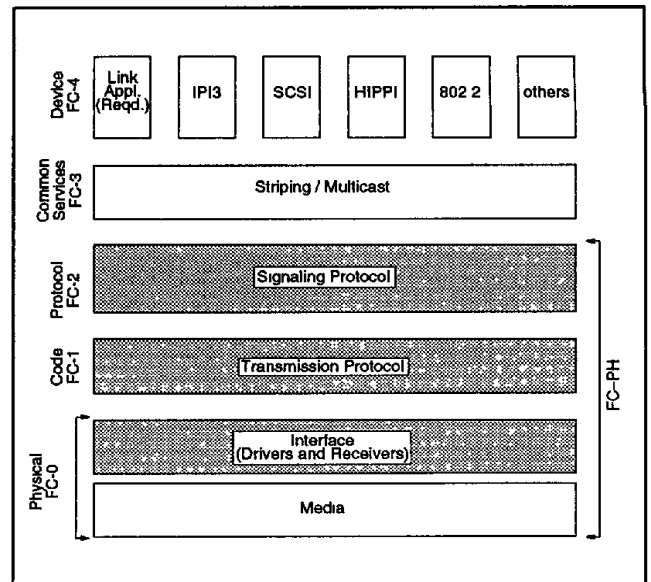 Device
FC-4
Link
Appl.
(Reqd.)
IPI3
SCSI
HIPPI
802 2
others
Common
Services
FC-3
Striping / Multicast
Protocol
FC-2
Signaling Protocol
Code
FC-1
Transmission Protocol
FC-PH
Physical
FC-0
Interface
(Drivers and Receivers)
Media